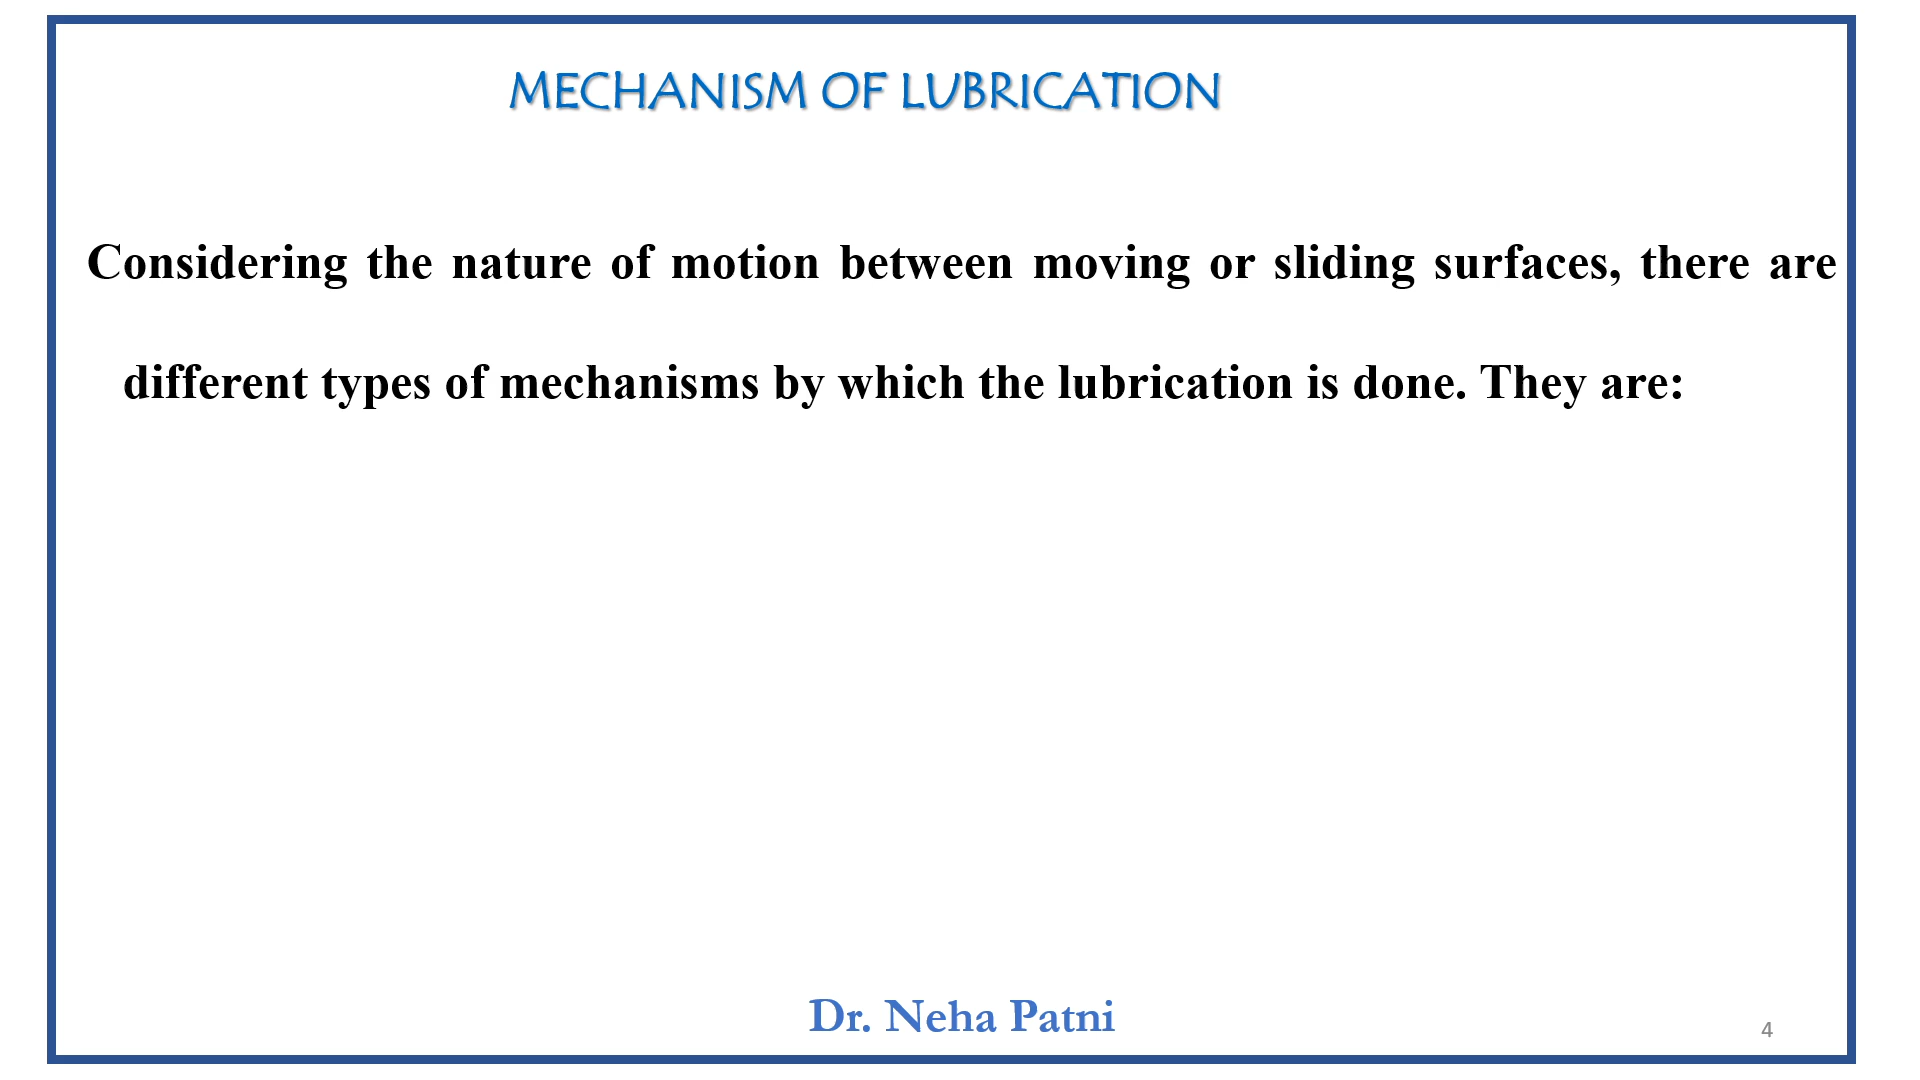 MECHANISM OF LUBRICATION
Considering the nature of motion between moving or sliding surfaces, there are
different types of mechanisms by which the lubrication is done. They are:
Dr. Neha Patni
4